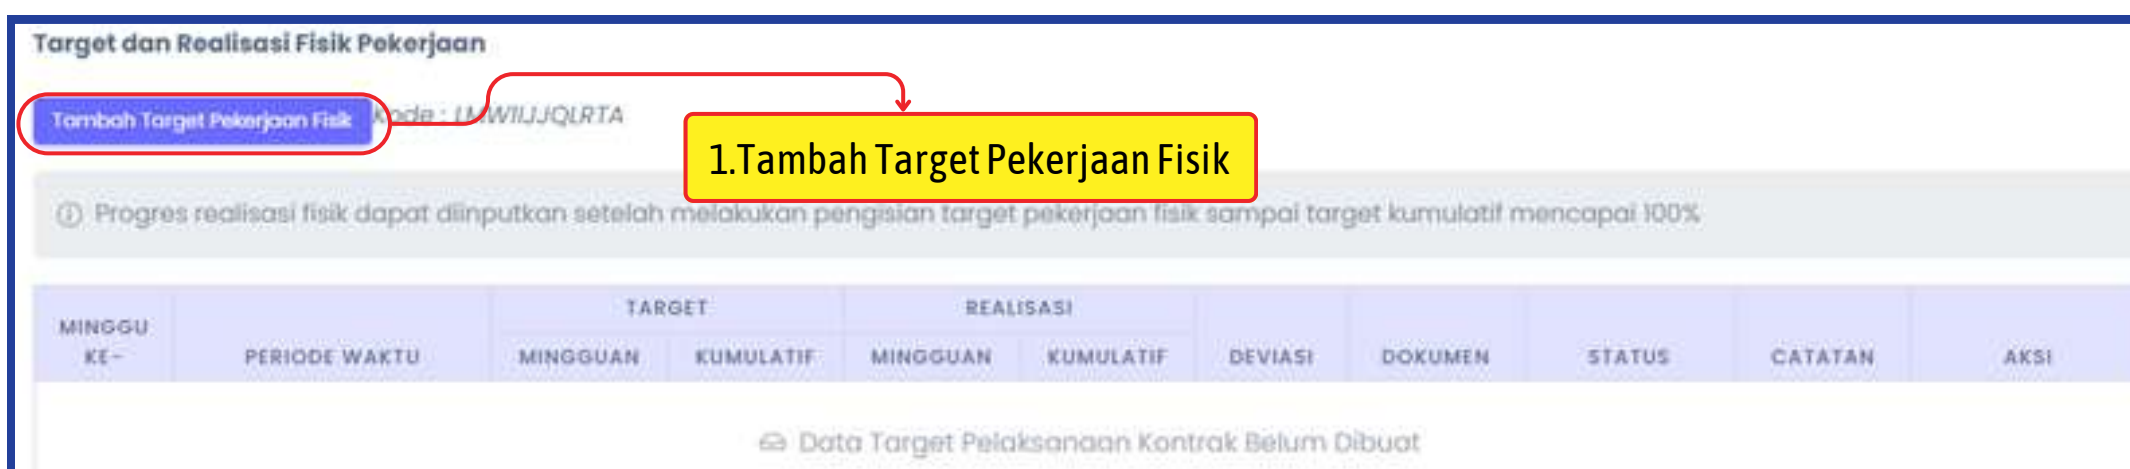 Target dan Realisasi Fisik Pekerjaan
Tambah Target Pekerjaan Fisik Kode :
1.Tambah Target Pekerjaan Fisik
Progres realisasi fisik dapat diinputkan setelah melakukan pengisian target pekerjaan fisik sampai target kumulatif mencapai 100%
TARGET REALISASI
MINGGU
KE- PERIODE WAKTU MINGGUAN KUMULATIF MINGGUAN KUMULATIF DEVIASI DOKUMEN STATUS CATATAN AKSI
Data Target Pelaksanaan Kontrak Belum Dibuat